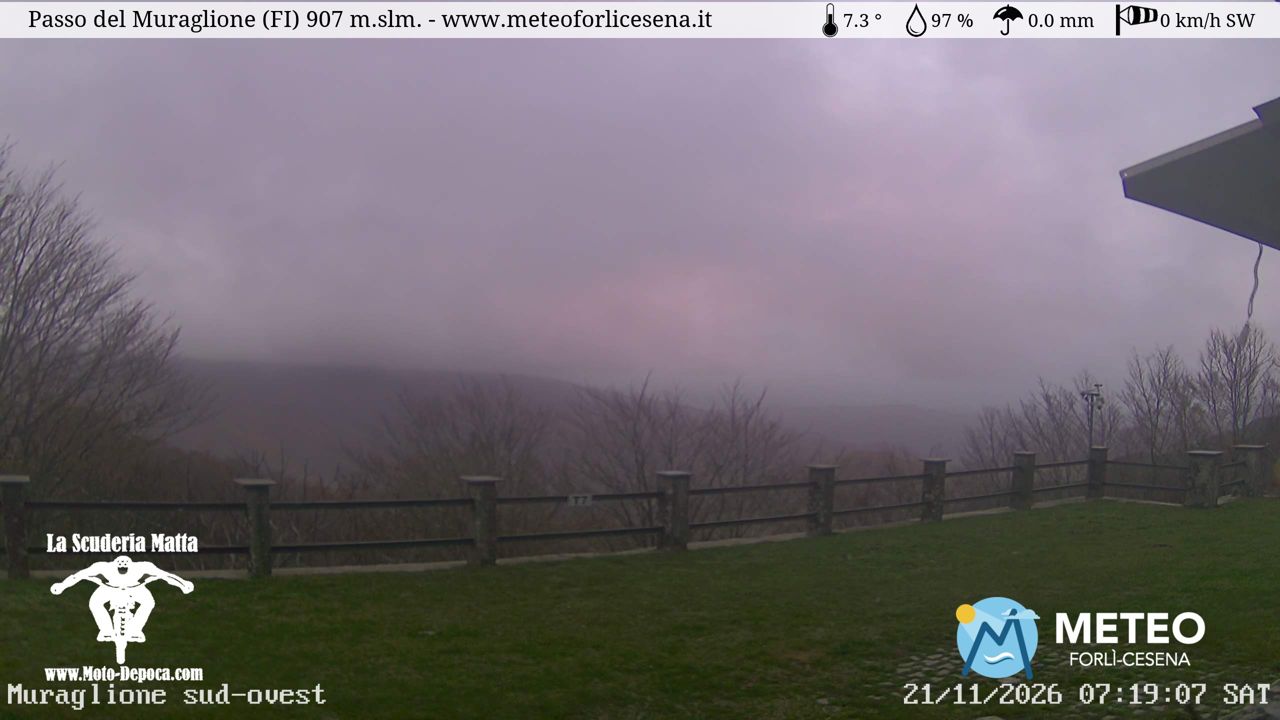 Passo del Muraglione (FI) 907 m.slm. - www.meteoforlicesena.it 7.3 ° 97 % 0.0 mm 0 km/h SW
T7
La Scuderia Matta
www.Moto-Depoca.com
METEO
FORLÌ-CESENA
Muraglione sud-ovest
21/11/2026 07:19:07 SAT